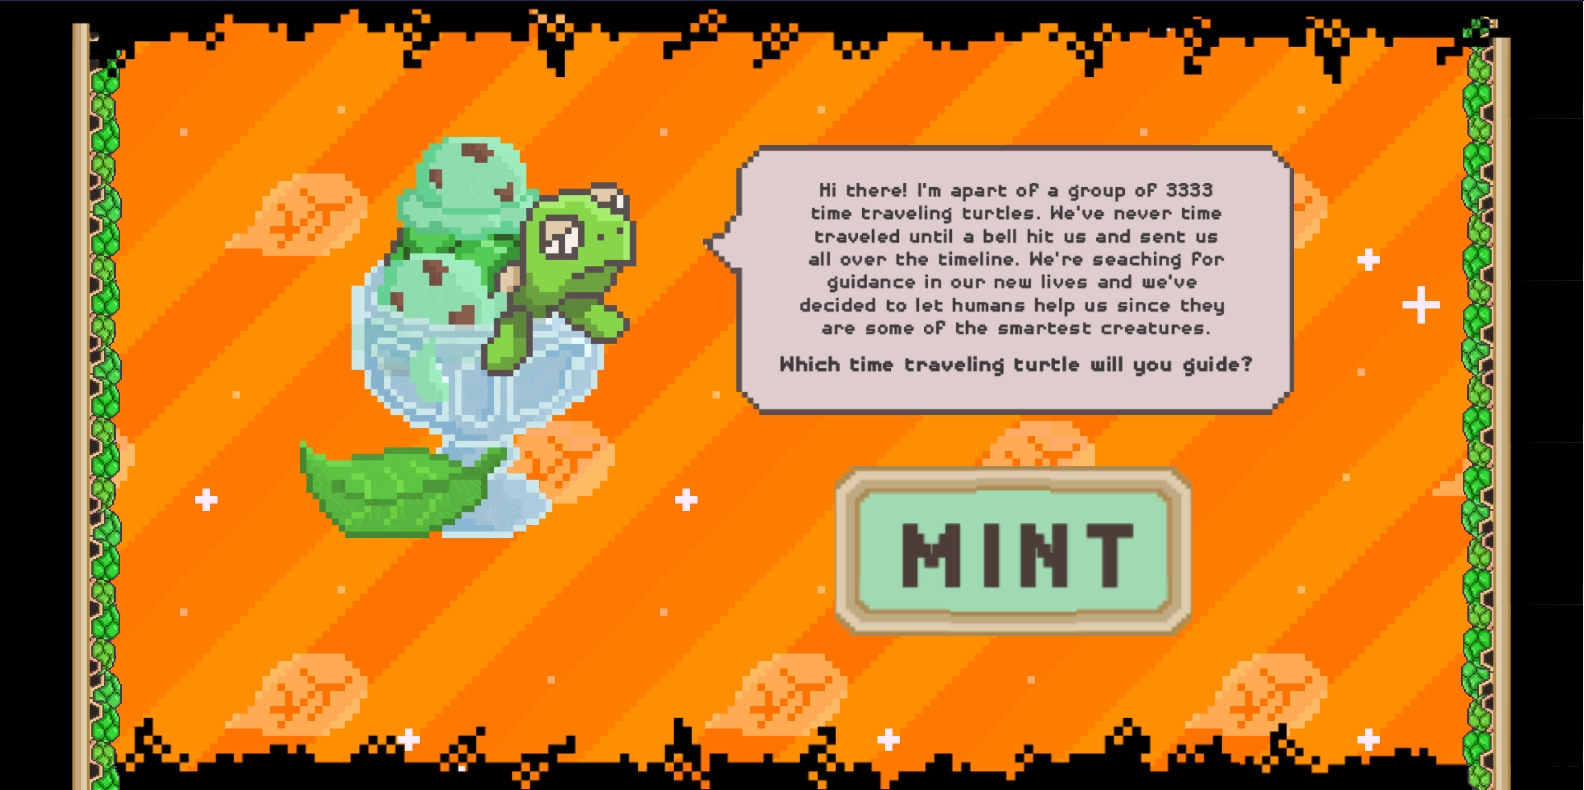 Hi there! I'm apart of a group of 3333
time traveling turtles. We've never time
traveled until a bell hit us and sent us
all over the timeline. We're seaching for
guidance in our new lives and we've
decided to let humans help us since they
are some of the smartest creatures.
Which time traveling turtle will you guide?
MINT